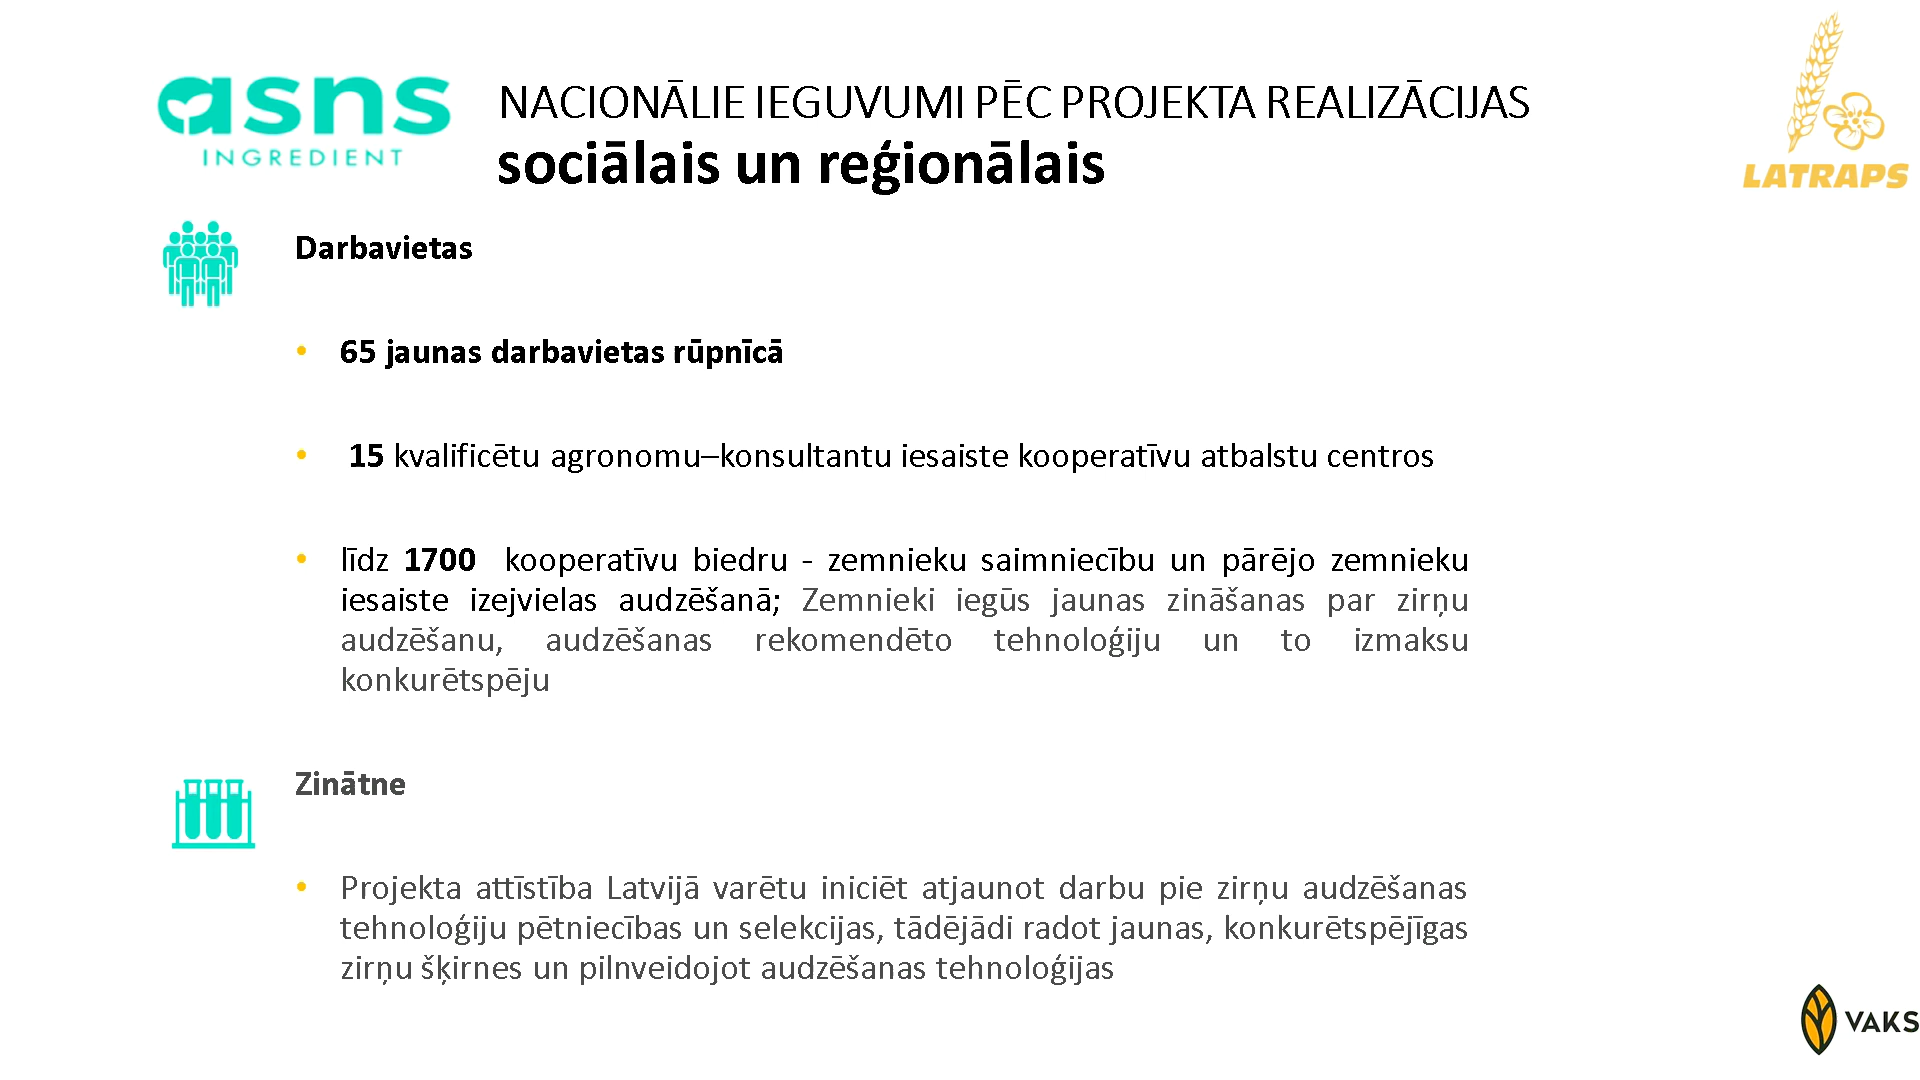 asns
INGREDIENT
NACIONĀLIE IEGUVUMI PĒC PROJEKTA REALIZĀCIJAS
sociālais un reģionālais
LATRAPS
Darbavietas
• 65 jaunas darbavietas rūpnīcā
• 15 kvalificētu agronomu–konsultantu iesaiste kooperatīvu atbalstu centros
• līdz 1700 kooperatīvu biedru - zemnieku saimniecību un pārējo zemnieku
iesaiste izejvielas audzēšanā; Zemnieki iegūs jaunas zināšanas par zirņu
audzēšanu, audzēšanas rekomendēto tehnoloģiju un to izmaksu
konkurētspēju
Zinātne
• Projekta attīstība Latvijā varētu iniciēt atjaunot darbu pie zirņu audzēšanas
tehnoloģiju pētniecības un selekcijas, tādējādi radot jaunas, konkurētspējīgas
zirņu šķirnes un pilnveidojot audzēšanas tehnoloģijas
VAKS